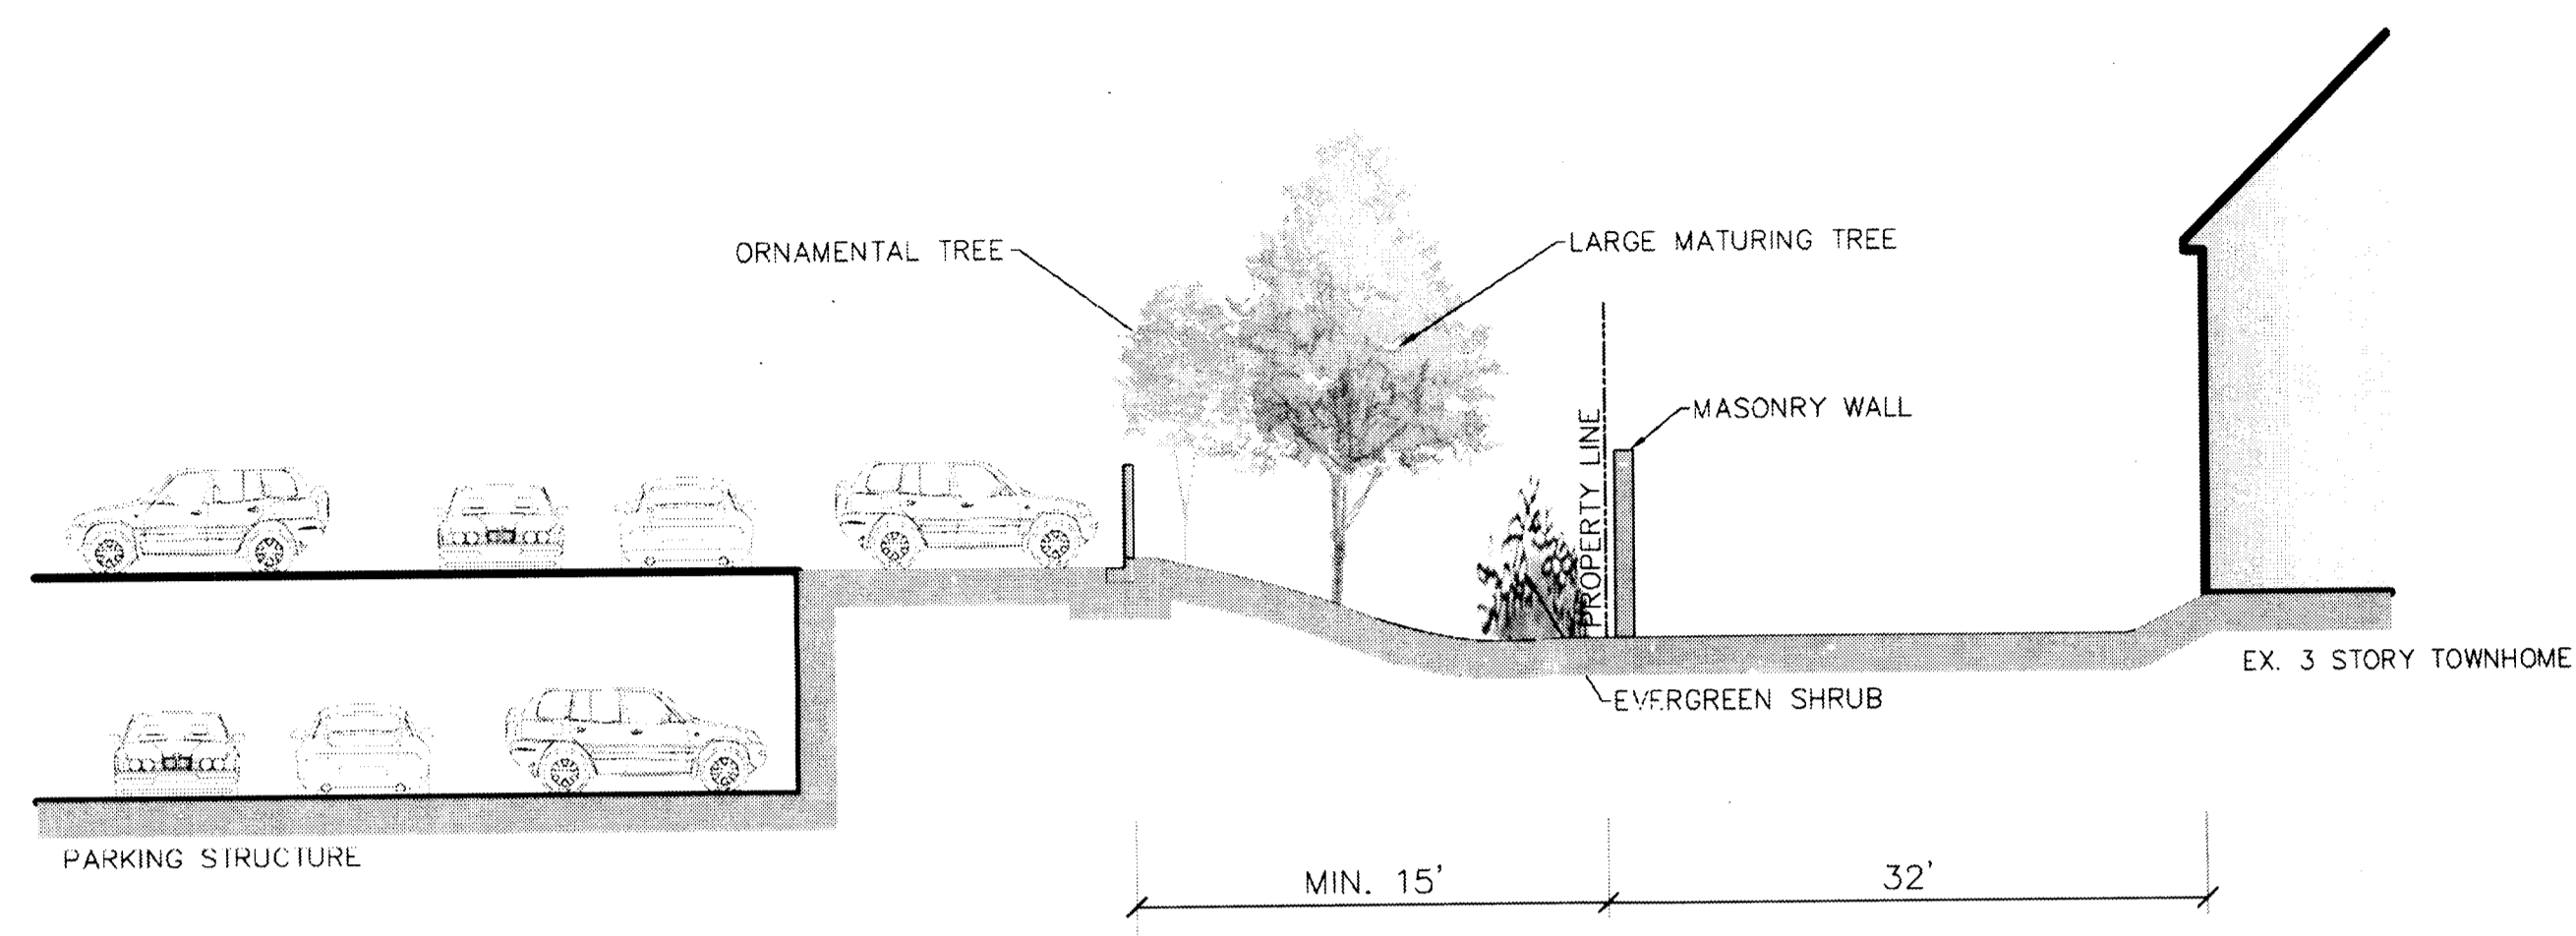 ORNAMENTAL TREE
LARGE MATURING TREE
MASONRY WALL
PROPERTY LINE
EX. 3 STORY TOWNHOME
EVERGREEN SHRUB
PARKING STRUCTURE
MIN. 15'
32'